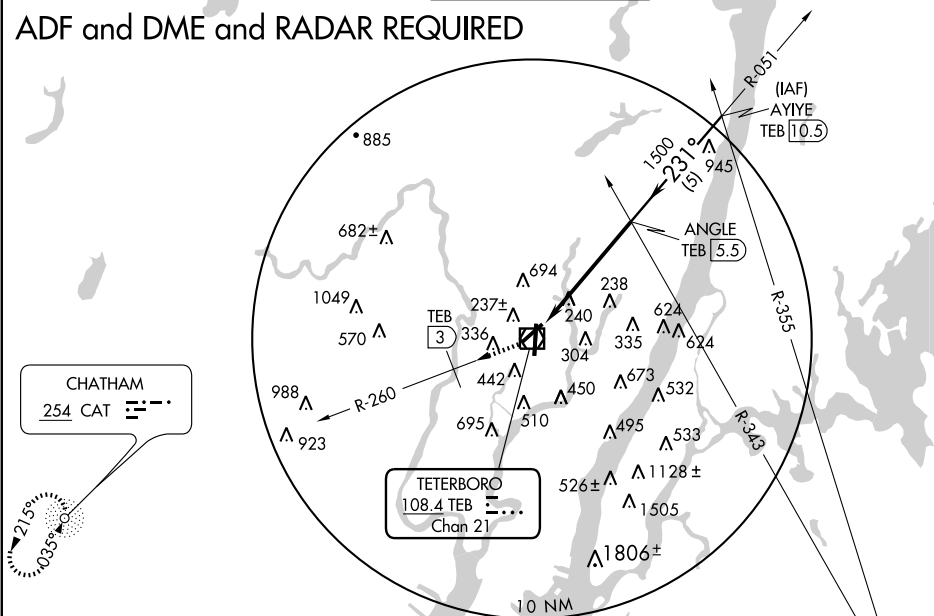 ADF and DME and RADAR REQUIRED
R-051
(IAF)
AYIYE
TEB 10.5
885
1500
231°
(5)
945
682±
ANGLE
TEB 5.5
694
238
1049
237±
240
624
R-355
TEB
3
336
570
304
335
624
CHATHAM
254 CAT
442
673
988
R-260
450
532
923
695
510
495
533
R-343
TETERBORO
108.4 TEB
Chan 21
526±
1128±
1505
215°
035°
1806±
10 NM